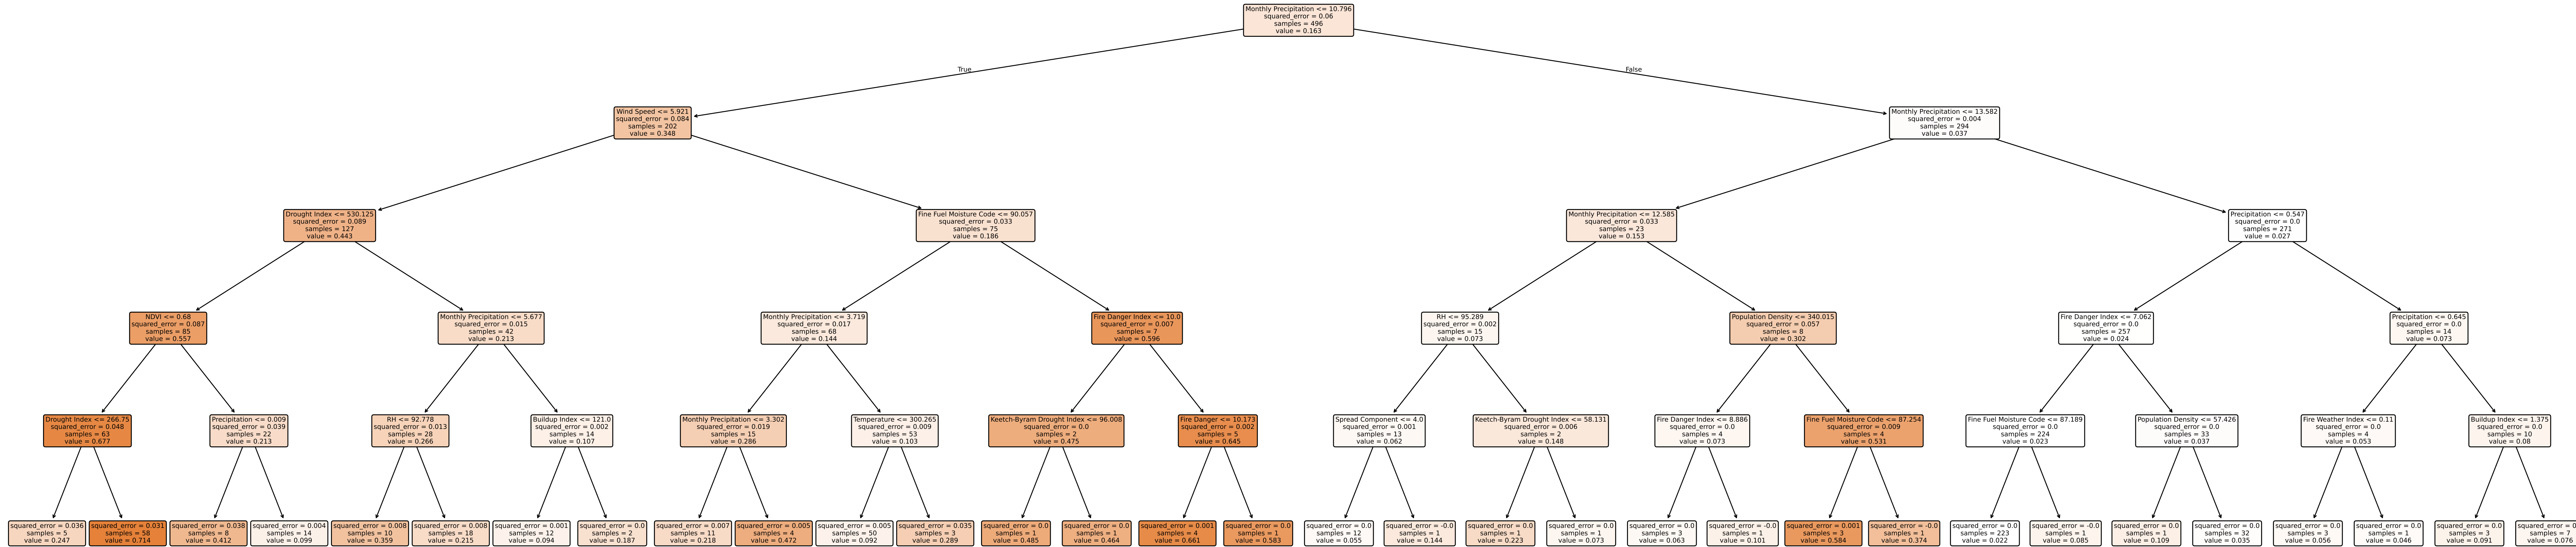 Monthly Precipitation <= 10.796
squared_error = 0.06
samples = 496
value = 0.163
True
False
Wind Speed <= 5.921
squared_error = 0.084
samples = 202
value = 0.348
Monthly Precipitation <= 13.582
squared_error = 0.004
samples = 294
value = 0.037
Drought Index <= 530.125
squared_error = 0.089
samples = 127
value = 0.443
Fine Fuel Moisture Code <= 90.057
squared_error = 0.033
samples = 75
value = 0.186
Monthly Precipitation <= 12.585
squared_error = 0.033
samples = 23
value = 0.153
Precipitation <= 0.547
squared_error = 0.0
samples = 271
value = 0.027
NDVI <= 0.68
squared_error = 0.087
samples = 85
value = 0.557
Monthly Precipitation <= 5.677
squared_error = 0.015
samples = 42
value = 0.213
Monthly Precipitation <= 3.719
squared_error = 0.017
samples = 68
value = 0.144
Fire Danger Index <= 10.0
squared_error = 0.007
samples = 7
value = 0.596
RH <= 95.289
squared_error = 0.002
samples = 15
value = 0.073
Population Density <= 340.015
squared_error = 0.057
samples = 8
value = 0.302
Fire Danger Index <= 7.062
squared_error = 0.0
samples = 257
value = 0.024
Precipitation <= 0.645
squared_error = 0.0
samples = 14
value = 0.073
Drought Index <= 266.75
squared_error = 0.048
samples = 63
value = 0.677
Precipitation <= 0.009
squared_error = 0.039
samples = 22
value = 0.213
RH <= 92.778
squared_error = 0.013
samples = 28
value = 0.266
Buildup Index <= 121.0
squared_error = 0.002
samples = 14
value = 0.107
Monthly Precipitation <= 3.302
squared_error = 0.019
samples = 15
value = 0.286
Temperature <= 300.265
squared_error = 0.009
samples = 53
value = 0.103
Keetch-Byram Drought Index <= 96.008
squared_error = 0.0
samples = 2
value = 0.475
Fire Danger <= 10.173
squared_error = 0.002
samples = 5
value = 0.645
Spread Component <= 4.0
squared_error = 0.001
samples = 13
value = 0.062
Keetch-Byram Drought Index <= 58.131
squared_error = 0.006
samples = 2
value = 0.148
Fire Danger Index <= 8.886
squared_error = 0.0
samples = 4
value = 0.073
Fine Fuel Moisture Code <= 87.254
squared_error = 0.009
samples = 4
value = 0.531
Fine Fuel Moisture Code <= 87.189
squared_error = 0.0
samples = 224
value = 0.023
Population Density <= 57.426
squared_error = 0.0
samples = 33
value = 0.037
Fire Weather Index <= 0.11
squared_error = 0.0
samples = 4
value = 0.053
Buildup Index <= 1.375
squared_error = 0.0
samples = 10
value = 0.08
squared_error = 0.036
samples = 5
value = 0.247
squared_error = 0.031
samples = 58
value = 0.714
squared_error = 0.038
samples = 8
value = 0.412
squared_error = 0.004
samples = 14
value = 0.099
squared_error = 0.008
samples = 10
value = 0.359
squared_error = 0.008
samples = 18
value = 0.215
squared_error = 0.001
samples = 12
value = 0.094
squared_error = 0.0
samples = 2
value = 0.187
squared_error = 0.007
samples = 11
value = 0.218
squared_error = 0.005
samples = 4
value = 0.472
squared_error = 0.005
samples = 50
value = 0.092
squared_error = 0.035
samples = 3
value = 0.289
squared_error = 0.0
samples = 1
value = 0.485
squared_error = 0.0
samples = 1
value = 0.464
squared_error = 0.001
samples = 4
value = 0.661
squared_error = 0.0
samples = 1
value = 0.583
squared_error = 0.0
samples = 12
value = 0.055
squared_error = -0.0
samples = 1
value = 0.144
squared_error = 0.0
samples = 1
value = 0.223
squared_error = 0.0
samples = 1
value = 0.073
squared_error = 0.0
samples = 3
value = 0.063
squared_error = -0.0
samples = 1
value = 0.101
squared_error = 0.001
samples = 3
value = 0.584
squared_error = -0.0
samples = 1
value = 0.374
squared_error = 0.0
samples = 223
value = 0.022
squared_error = -0.0
samples = 1
value = 0.085
squared_error = 0.0
samples = 1
value = 0.109
squared_error = 0.0
samples = 32
value = 0.035
squared_error = 0.0
samples = 3
value = 0.056
squared_error = 0.0
samples = 1
value = 0.046
squared_error = 0.0
samples = 3
value = 0.091
squared_error =
samples = 7
value = 0.076